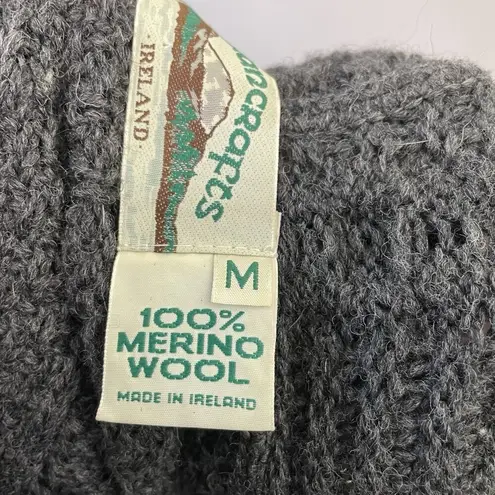 IRELAND
M
100%
MERINO
WOOL
MADE IN IRELAND